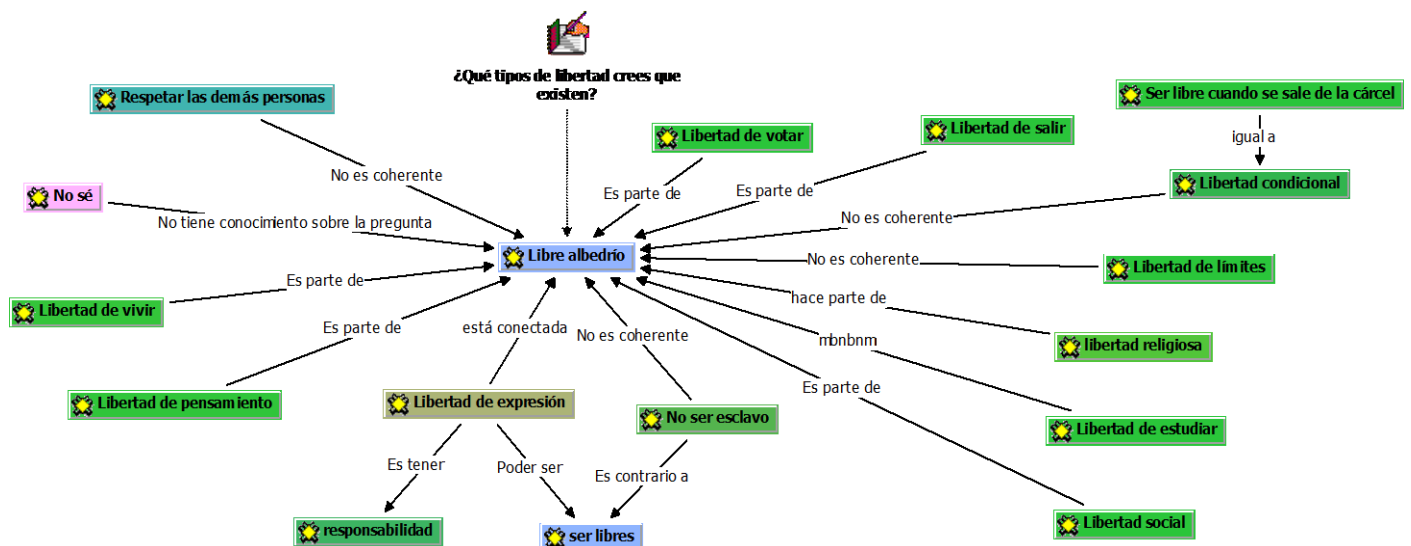 ¿Qué tipos de libertad crees que
existen?
Respetar las demás personas
Ser libre cuando se sale de la cárcel
Libertad de votar
Libertad de salir
igual a
No es coherente
Es parte de
Es parte de
Libertad condicional
No sé
No tiene conocimiento sobre la pregunta
No es coherente
Libre albedrío
No es coherente
Libertad de límites
Es parte de
hace parte de
Libertad de vivir
Es parte de
está conectada
No es coherente
mbnbnm
libertad religiosa
Es parte de
Libertad de pensamiento
Libertad de expresión
No ser esclavo
Libertad de estudiar
Es tener
Poder ser
Es contrario a
responsabilidad
ser libres
Libertad social